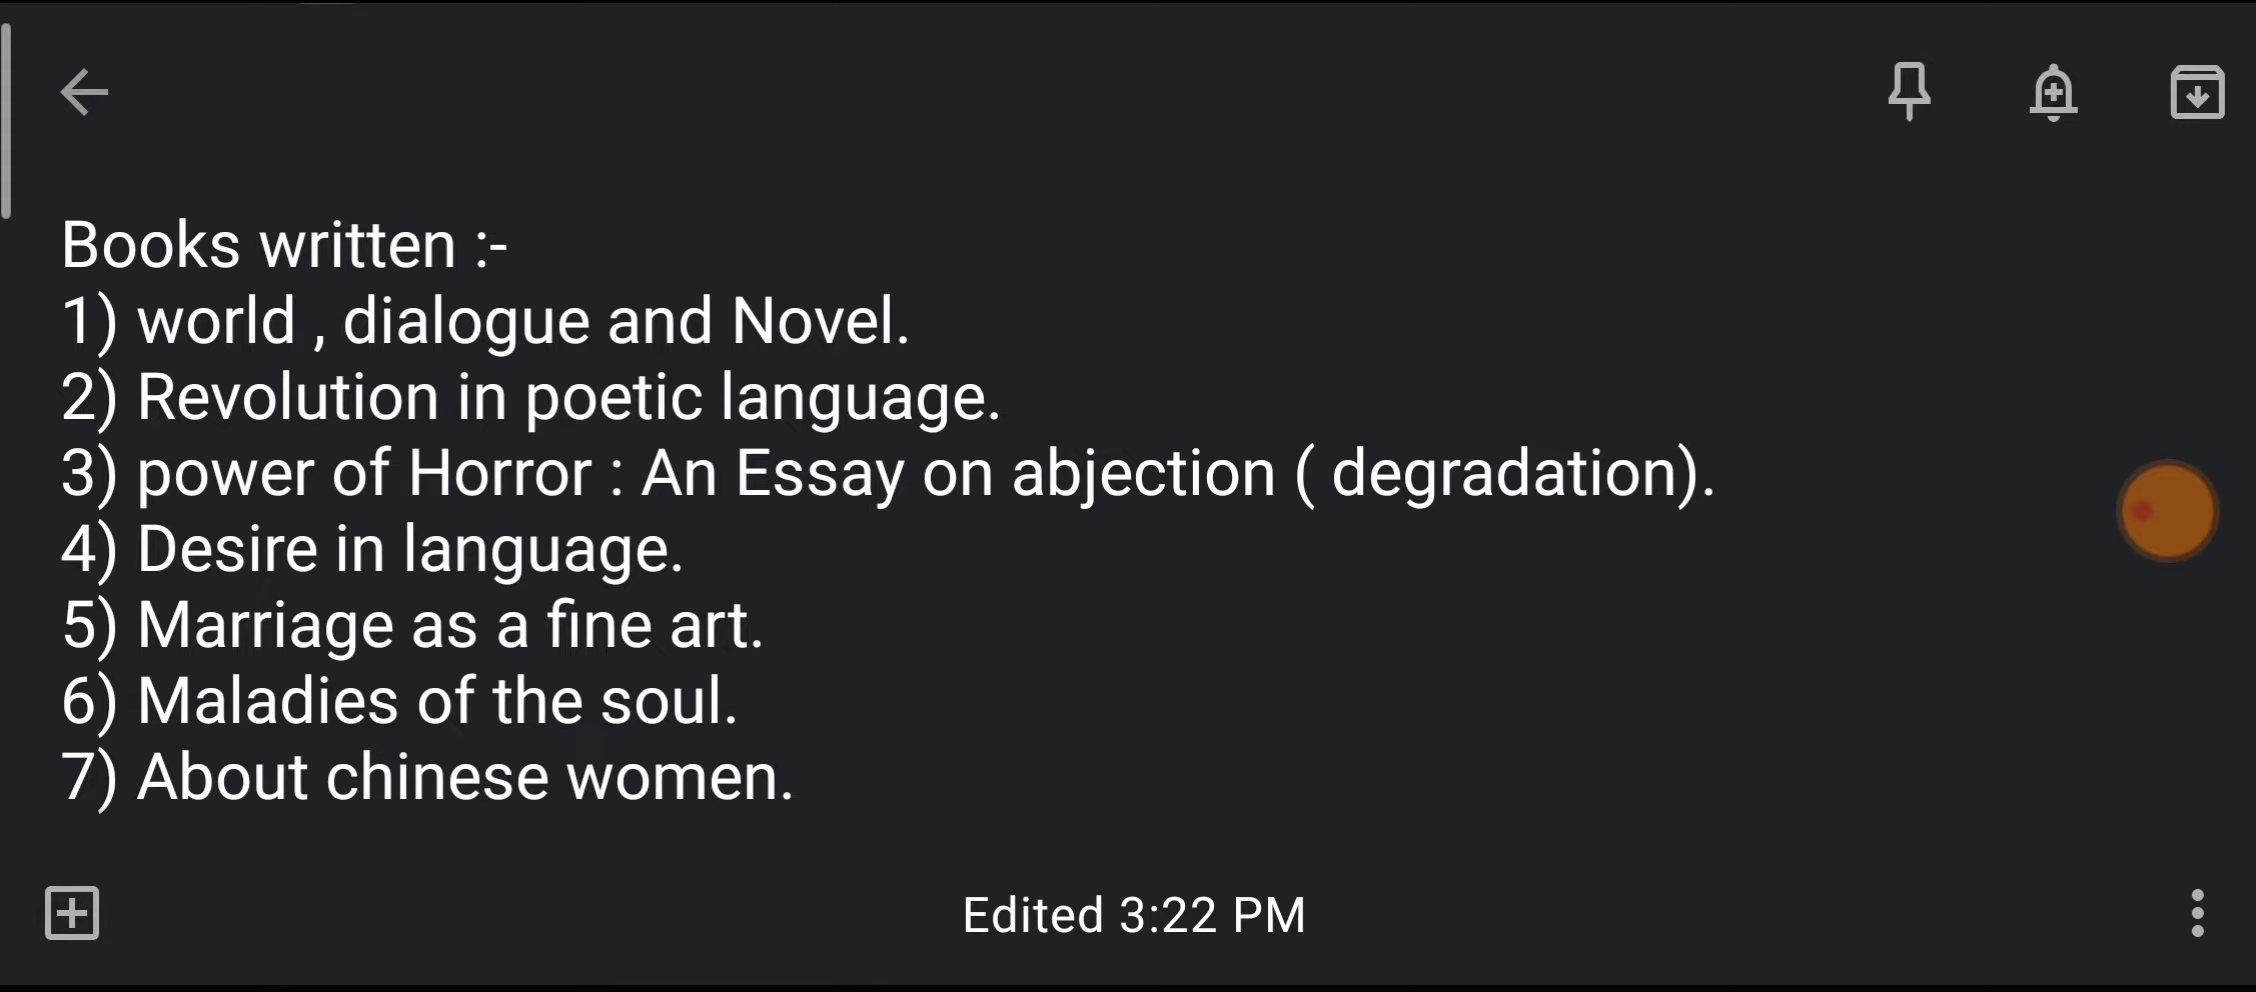 Books written :-
1) world , dialogue and Novel.
2) Revolution in poetic language.
3) power of Horror : An Essay on abjection ( degradation).
4) Desire in language.
5) Marriage as a fine art.
6) Maladies of the soul.
7) About chinese women.
Edited 3:22 PM